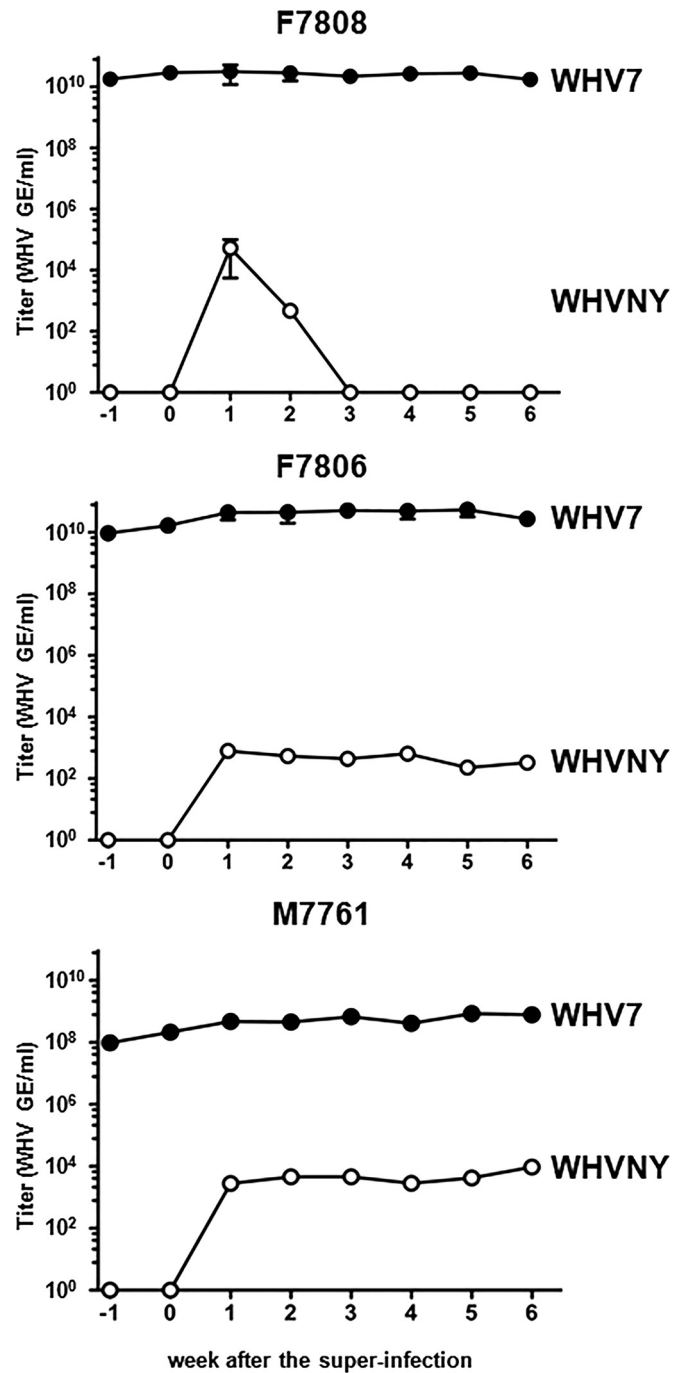 F7808
Titer (WHV GE/ml)
10¹⁰
10⁸
10⁶
10⁴
10²
10⁰
WHV7
WHVNY
-1 0 1 2 3 4 5 6
F7806
Titer (WHV GE/ml)
10¹⁰
10⁸
10⁶
10⁴
10²
10⁰
WHV7
WHVNY
-1 0 1 2 3 4 5 6
M7761
Titer (WHV GE/ml)
10¹⁰
10⁸
10⁶
10⁴
10²
10⁰
WHV7
WHVNY
-1 0 1 2 3 4 5 6
week after the super-infection